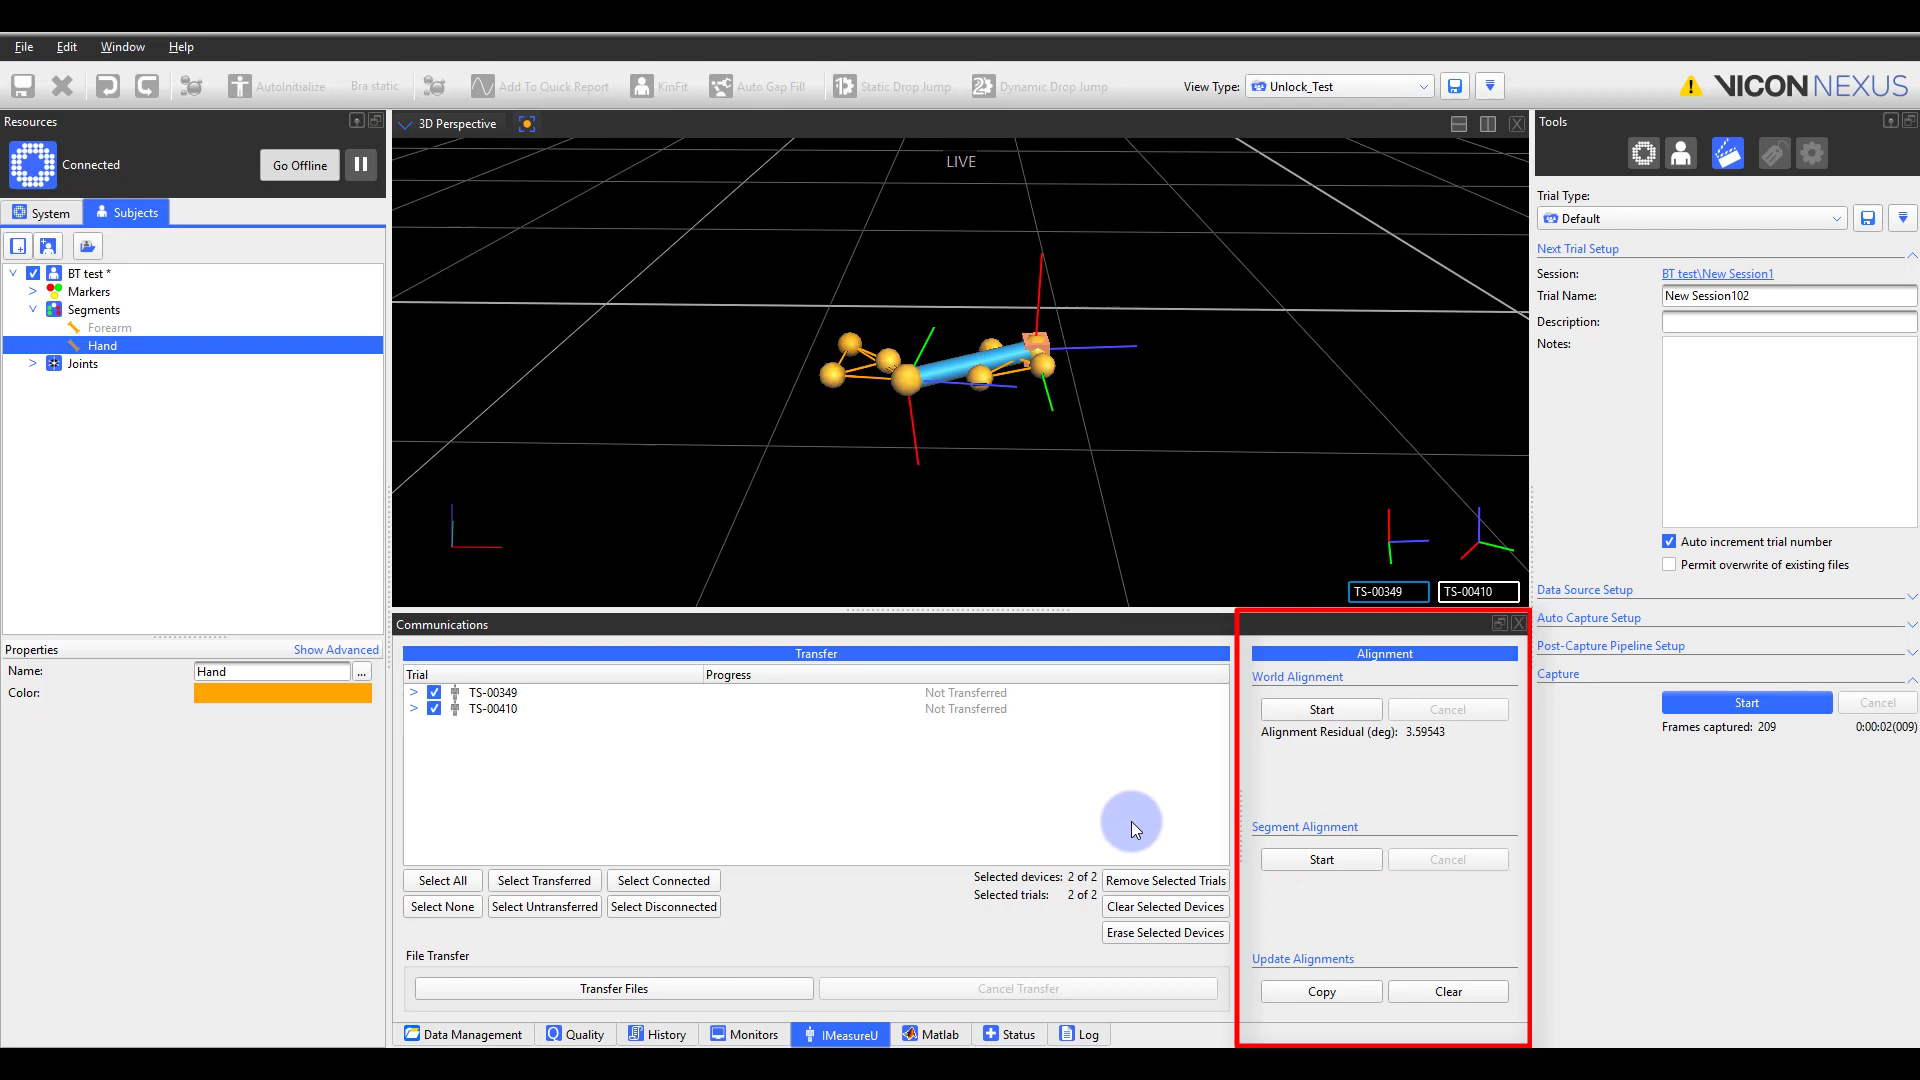 File Edit Window Help
AutoInitialize Bra static Add To Quick Report KinFit Auto Gap Fill Static Drop Jump Dynamic Drop Jump View Type: Unlock_Test VICON NEXUS
Resources
Connected Go Offline
System Subjects
BT test *
Markers
Segments
Forearm
Hand
Joints
Properties Show Advanced
Name: Hand ...
Color:
3D Perspective
LIVE
TS-00349 TS-00410
Communications
Transfer
Trial Progress
TS-00349 Not Transferred
TS-00410 Not Transferred
Select All Select Transferred Select Connected
Select None Select Untransferred Select Disconnected
Selected devices: 2 of 2 Remove Selected Trials
Selected trials: 2 of 2 Clear Selected Devices
Erase Selected Devices
File Transfer
Transfer Files Cancel Transfer
Alignment
World Alignment
Start Cancel
Alignment Residual (deg): 3.59543
Segment Alignment
Start Cancel
Update Alignments
Copy Clear
Data Management Quality History Monitors IMeasureU Matlab Status Log
Tools
Trial Type:
Default
Next Trial Setup
Session: BT test\New Session1
Trial Name: New Session102
Description:
Notes:
Auto increment trial number
Permit overwrite of existing files
Data Source Setup
Auto Capture Setup
Post-Capture Pipeline Setup
Capture
Start Cancel
Frames captured: 209 0:00:02(009)